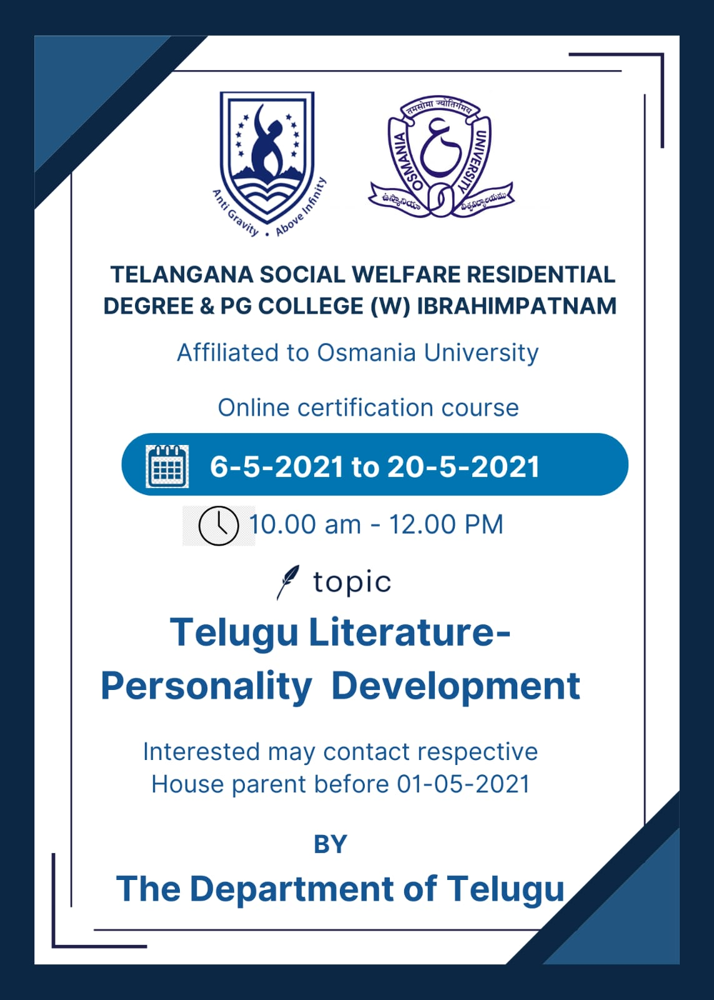 Anti Gravity • Above Infinity
तमसोमा ज्योतिर्गमय
ع
OSMANIA UNIVERSITY
ఉస్మానియా విశ్వవిద్యాలయము
TELANGANA SOCIAL WELFARE RESIDENTIAL
DEGREE & PG COLLEGE (W) IBRAHIMPATNAM
Affiliated to Osmania University
Online certification course
6-5-2021 to 20-5-2021
10.00 am - 12.00 PM
topic
Telugu Literature-
Personality Development
Interested may contact respective
House parent before 01-05-2021
BY
The Department of Telugu